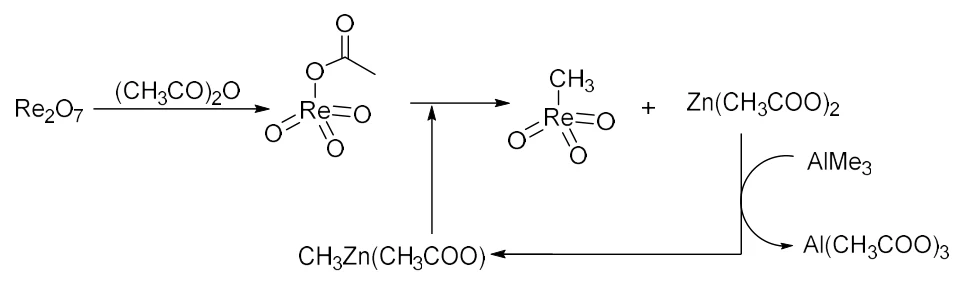 O
O
(CH₃CO)₂O
CH₃
Re₂O₇
Re
O
O
O
Re
O
O
O
+
Zn(CH₃COO)₂
AlMe₃
CH₃Zn(CH₃COO)
Al(CH₃COO)₃